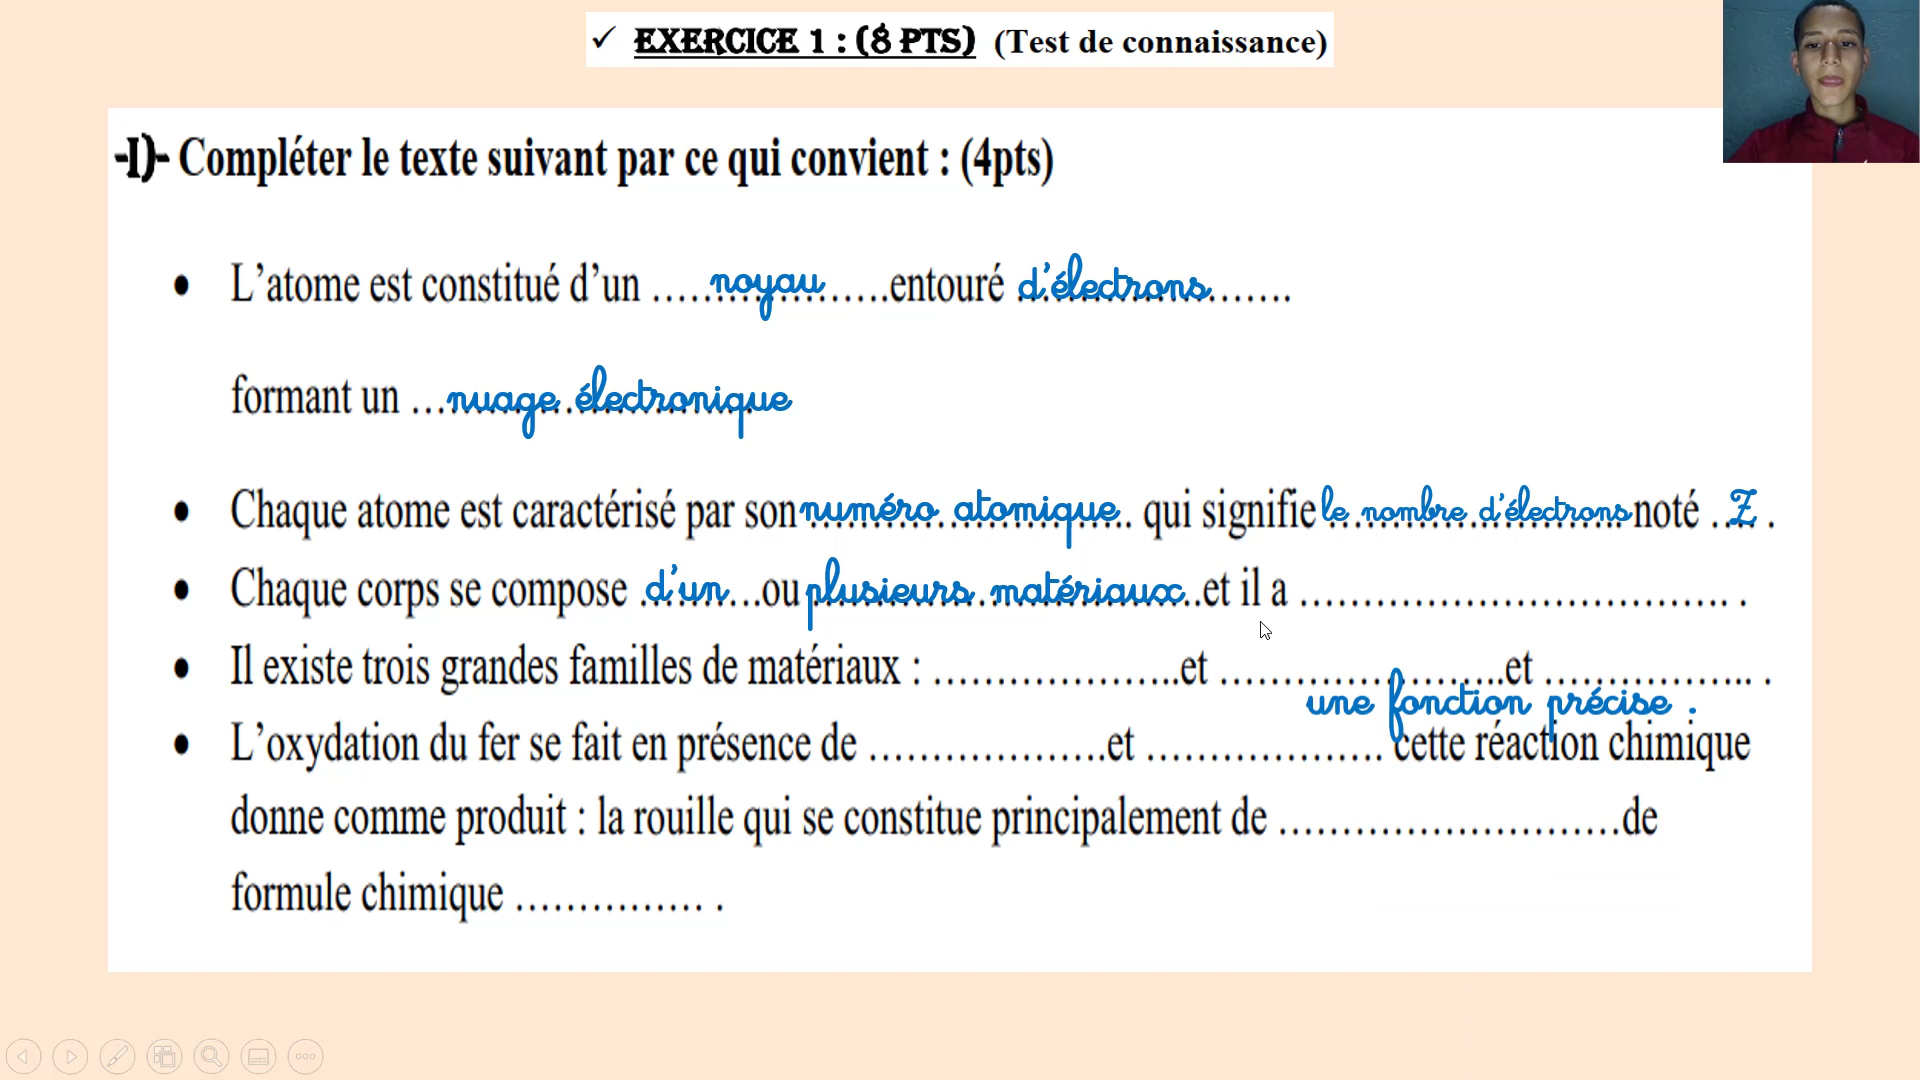 ✓ EXERCICE 1 : (8 PTS) (Test de connaissance)
-I)- Compléter le texte suivant par ce qui convient : (4pts)
• L’atome est constitué d’un ……noyau……….entouré d’électrons…….
formant un …nuage électronique
• Chaque atome est caractérisé par son numéro atomique. qui signifie le nombre d’électrons noté ..Z.. .
• Chaque corps se compose ..d’un...ou plusieurs matériaux..et il a ……………………………. .
• Il existe trois grandes familles de matériaux : ………………..et …………………..et …………….. .
une fonction précise .
• L’oxydation du fer se fait en présence de ……………….et ………………. cette réaction chimique
donne comme produit : la rouille qui se constitue principalement de ………………………de
formule chimique …………… .